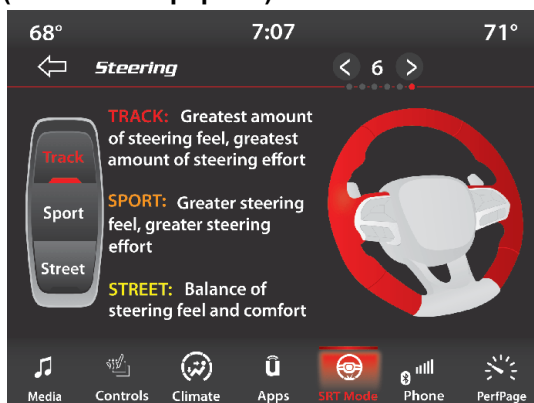 68°
7:07
71°
Steering
< 6 >
TRACK: Greatest amount
of steering feel, greatest
amount of steering effort
Track
SPORT: Greater steering
feel, greater steering
effort
Sport
Street
STREET: Balance of
steering feel and comfort
Media
Controls
Climate
Apps
SRT Mode
Phone
PerfPage